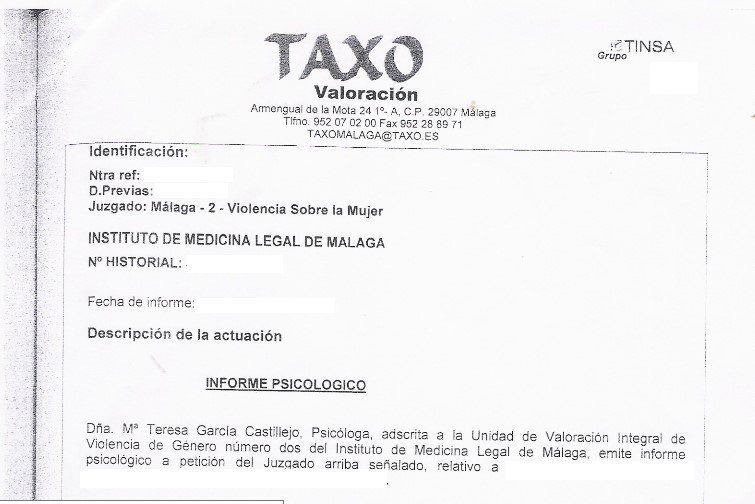 TAXO
Valoración
Grupo TINSA
Armengual de la Mota 24 1º- A, C.P. 29007 Málaga
Tlfno. 952 07 02 00 Fax 952 28 89 71
TAXOMALAGA@TAXO.ES
Identificación:
Ntra ref:
D.Previas:
Juzgado: Málaga - 2 - Violencia Sobre la Mujer
INSTITUTO DE MEDICINA LEGAL DE MALAGA
Nº HISTORIAL:
Fecha de informe:
Descripción de la actuación
INFORME PSICOLOGICO
Dña. Mª Teresa García Castillejo, Psicóloga, adscrita a la Unidad de Valoración Integral de
Violencia de Género número dos del Instituto de Medicina Legal de Málaga, emite informe
psicológico a petición del Juzgado arriba señalado, relativo a